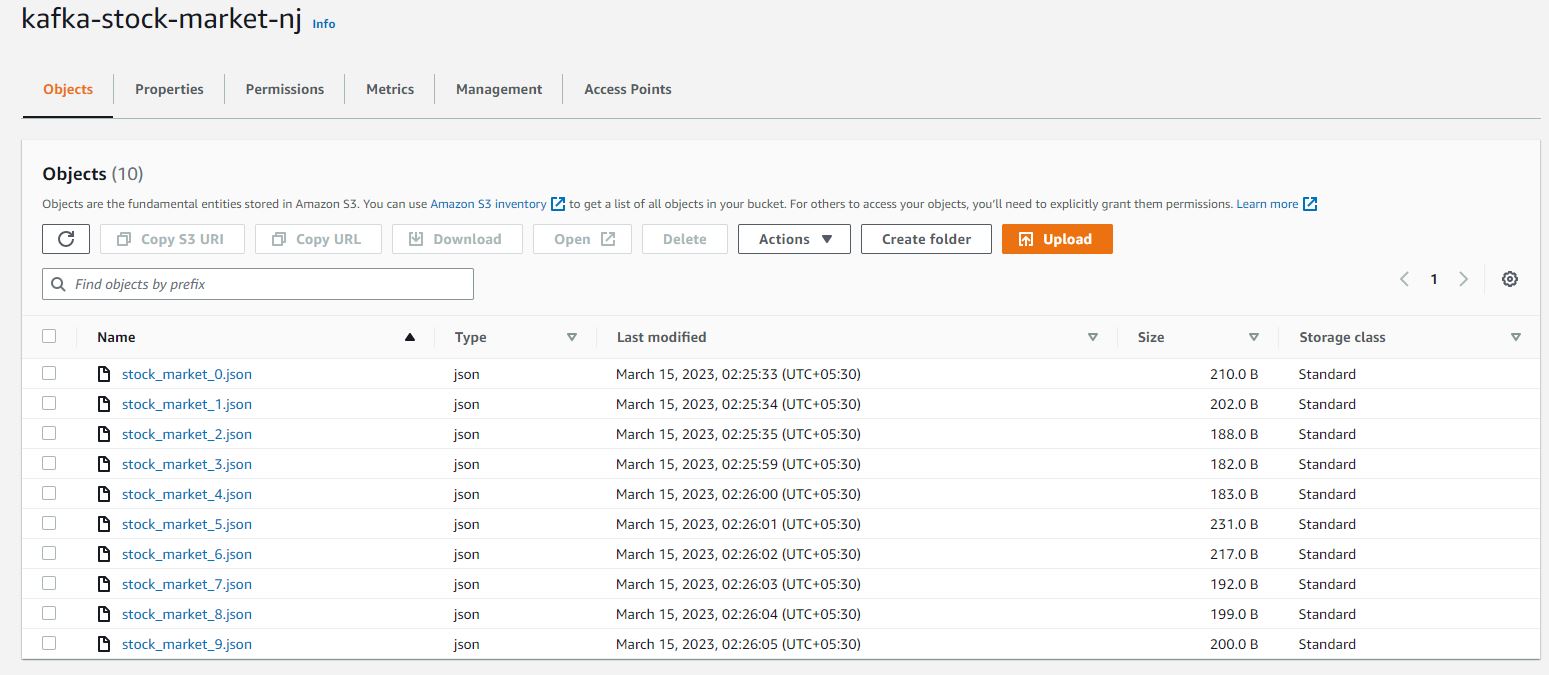 kafka-stock-market-nj Info
Objects Properties Permissions Metrics Management Access Points
Objects (10)
Objects are the fundamental entities stored in Amazon S3. You can use Amazon S3 inventory to get a list of all objects in your bucket. For others to access your objects, you'll need to explicitly grant them permissions. Learn more
Copy S3 URI Copy URL Download Open Delete Actions Create folder Upload
Find objects by prefix 1
Name Type Last modified Size Storage class
stock_market_0.json json March 15, 2023, 02:25:33 (UTC+05:30) 210.0 B Standard
stock_market_1.json json March 15, 2023, 02:25:34 (UTC+05:30) 202.0 B Standard
stock_market_2.json json March 15, 2023, 02:25:35 (UTC+05:30) 188.0 B Standard
stock_market_3.json json March 15, 2023, 02:25:59 (UTC+05:30) 182.0 B Standard
stock_market_4.json json March 15, 2023, 02:26:00 (UTC+05:30) 183.0 B Standard
stock_market_5.json json March 15, 2023, 02:26:01 (UTC+05:30) 231.0 B Standard
stock_market_6.json json March 15, 2023, 02:26:02 (UTC+05:30) 217.0 B Standard
stock_market_7.json json March 15, 2023, 02:26:03 (UTC+05:30) 192.0 B Standard
stock_market_8.json json March 15, 2023, 02:26:04 (UTC+05:30) 199.0 B Standard
stock_market_9.json json March 15, 2023, 02:26:05 (UTC+05:30) 200.0 B Standard